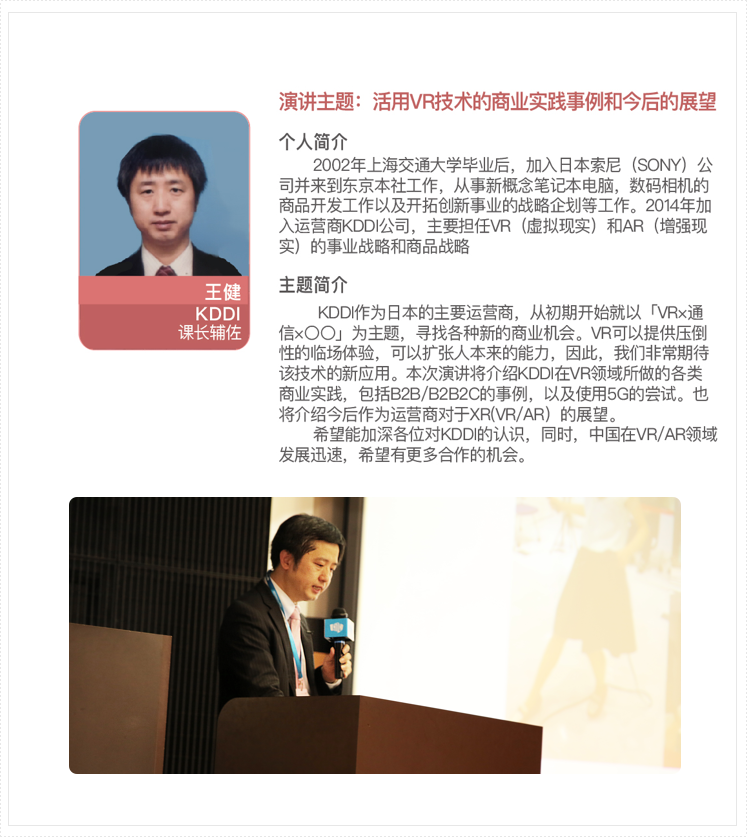 演讲主题：活用VR技术的商业实践事例和今后的展望
个人简介
2002年上海交通大学毕业后，加入日本索尼（SONY）公
司并来到东京本社工作，从事新概念笔记本电脑，数码相机的
商品开发工作以及开拓创新事业的战略企划等工作。2014年加
入运营商KDDI公司，主要担任VR（虚拟现实）和AR（增强现
实）的事业战略和商品战略
王健
KDDI
课长辅佐
主题简介
KDDI作为日本的主要运营商，从初期开始就以「VR×通
信×〇〇」为主题，寻找各种新的商业机会。VR可以提供压倒
性的临场体验，可以扩张人本来的能力，因此，我们非常期待
该技术的新应用。本次演讲将介绍KDDI在VR领域所做的各类
商业实践，包括B2B/B2B2C的事例，以及使用5G的尝试。也
将介绍今后作为运营商对于XR(VR/AR）的展望。
希望能加深各位对KDDI的认识，同时，中国在VR/AR领域
发展迅速，希望有更多合作的机会。